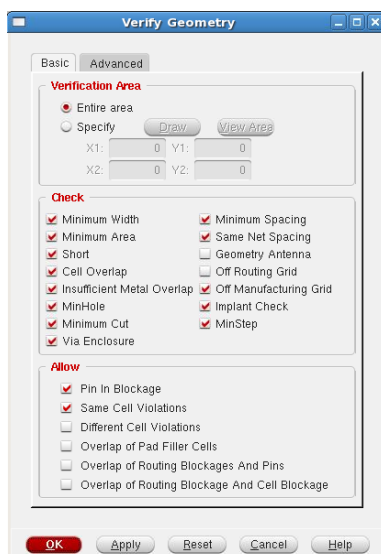 Verify Geometry
Basic Advanced
Verification Area
Entire area
Specify Draw View Area
X1: 0 Y1: 0
X2: 0 Y2: 0
Check
Minimum Width Minimum Spacing
Minimum Area Same Net Spacing
Short Geometry Antenna
Cell Overlap Off Routing Grid
Insufficient Metal Overlap Off Manufacturing Grid
MinHole Implant Check
Minimum Cut MinStep
Via Enclosure
Allow
Pin In Blockage
Same Cell Violations
Different Cell Violations
Overlap of Pad Filler Cells
Overlap of Routing Blockages And Pins
Overlap of Routing Blockage And Cell Blockage
OK Apply Reset Cancel Help